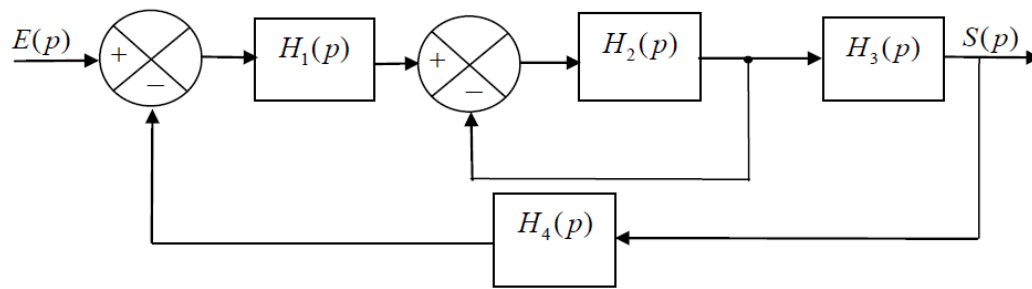 E(p)
+
−
H₁(p)
+
−
H₂(p)
H₃(p)
S(p)
H₄(p)